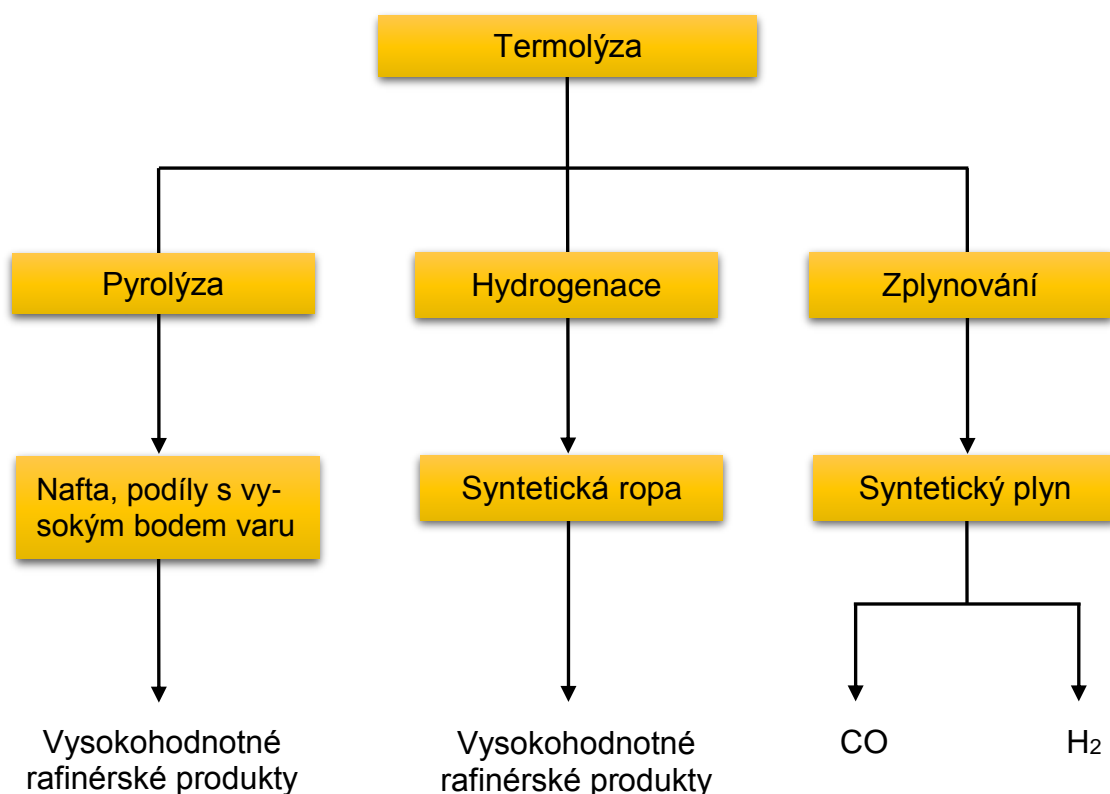 Termolýza
Pyrolýza
Hydrogenace
Zplynování
Nafta, podíly s vy-
sokým bodem varu
Syntetická ropa
Syntetický plyn
Vysokohodnotné
rafinérské produkty
Vysokohodnotné
rafinérské produkty
CO
H2